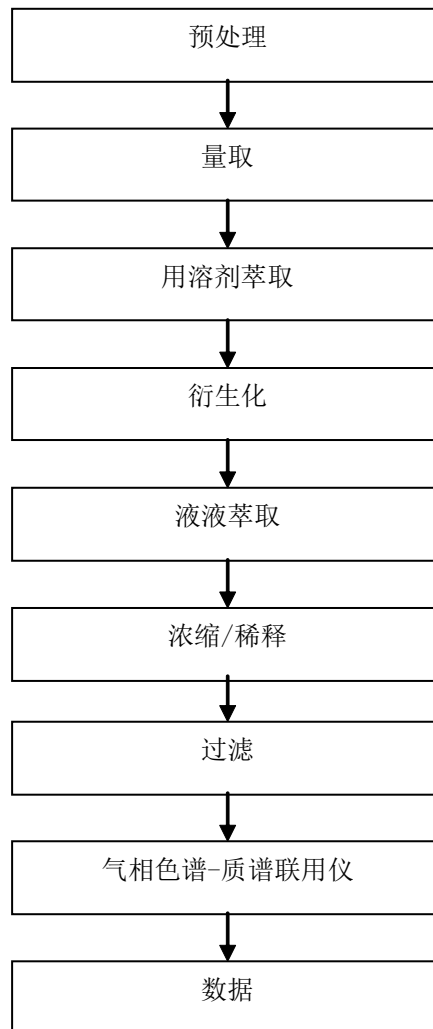 预处理
量取
用溶剂萃取
衍生化
液液萃取
浓缩/稀释
过滤
气相色谱-质谱联用仪
数据